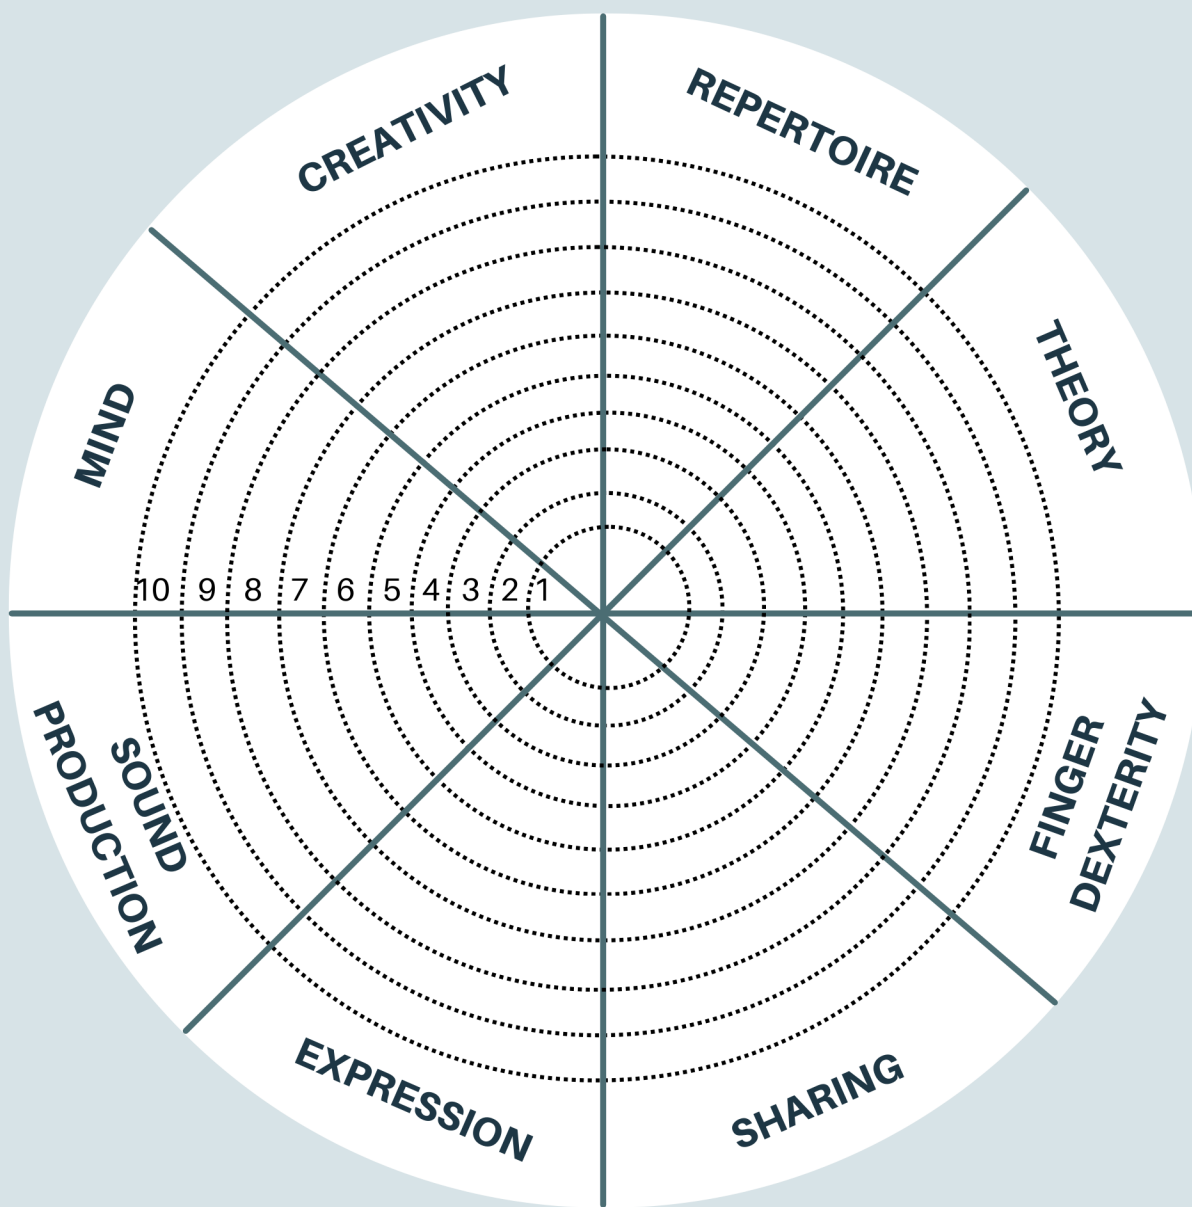 CREATIVITY
REPERTOIRE
THEORY
MIND
10 9 8 7 6 5 4 3 2 1
FINGER
DEXTERITY
SOUND
PRODUCTION
EXPRESSION
SHARING